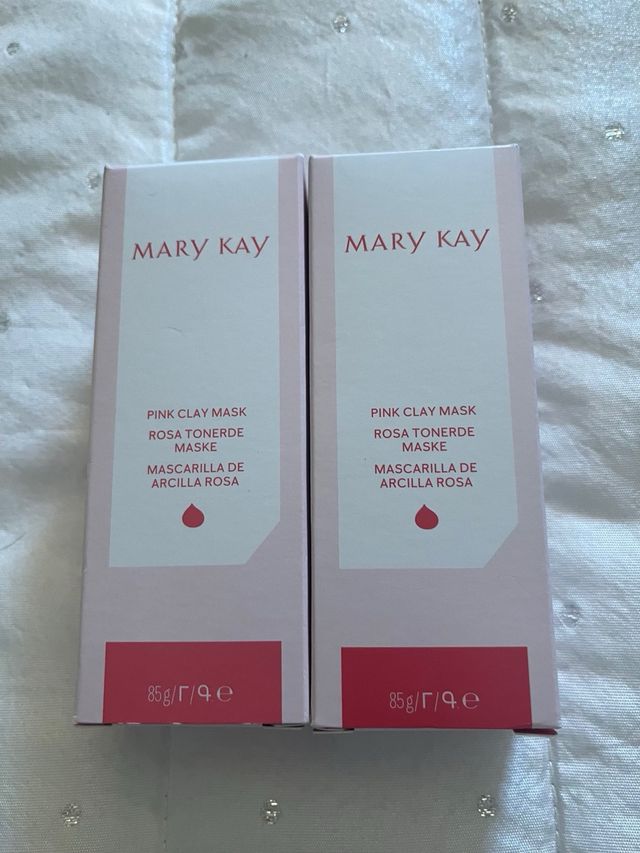 MARY KAY
PINK CLAY MASK
ROSA TONERDE
MASKE
MASCARILLA DE
ARCILLA ROSA
85g/Г/Գ ℮
MARY KAY
PINK CLAY MASK
ROSA TONERDE
MASKE
MASCARILLA DE
ARCILLA ROSA
85g/Г/Գ ℮